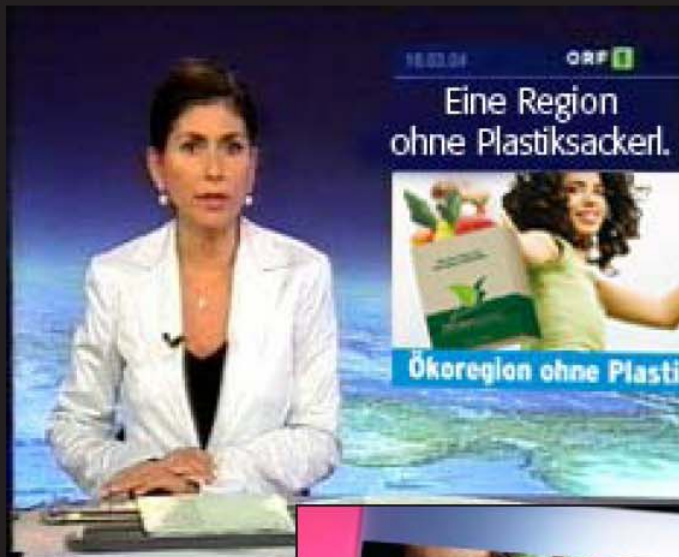 ORF
Eine Region
ohne Plastiksackerl.
Ökoregion ohne Plasti